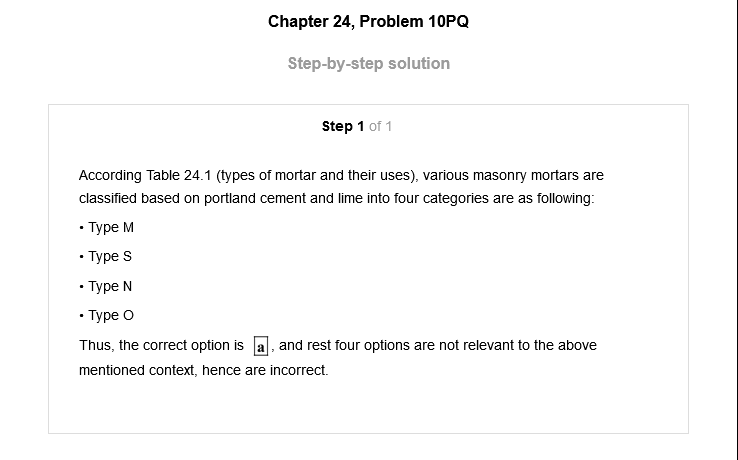 Chapter 24, Problem 10PQ
Step-by-step solution
Step 1 of 1
According Table 24.1 (types of mortar and their uses), various masonry mortars are
classified based on portland cement and lime into four categories are as following:
• Type M
• Type S
• Type N
• Type O
Thus, the correct option is a , and rest four options are not relevant to the above
mentioned context, hence are incorrect.